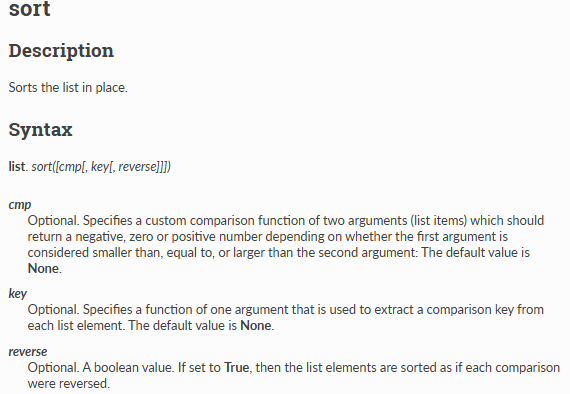 sort
Description
Sorts the list in place.
Syntax
list. sort([cmp[, key[, reverse]]])
cmp
Optional. Specifies a custom comparison function of two arguments (list items) which should
return a negative, zero or positive number depending on whether the first argument is
considered smaller than, equal to, or larger than the second argument: The default value is
None.
key
Optional. Specifies a function of one argument that is used to extract a comparison key from
each list element. The default value is None.
reverse
Optional. A boolean value. If set to True, then the list elements are sorted as if each comparison
were reversed.